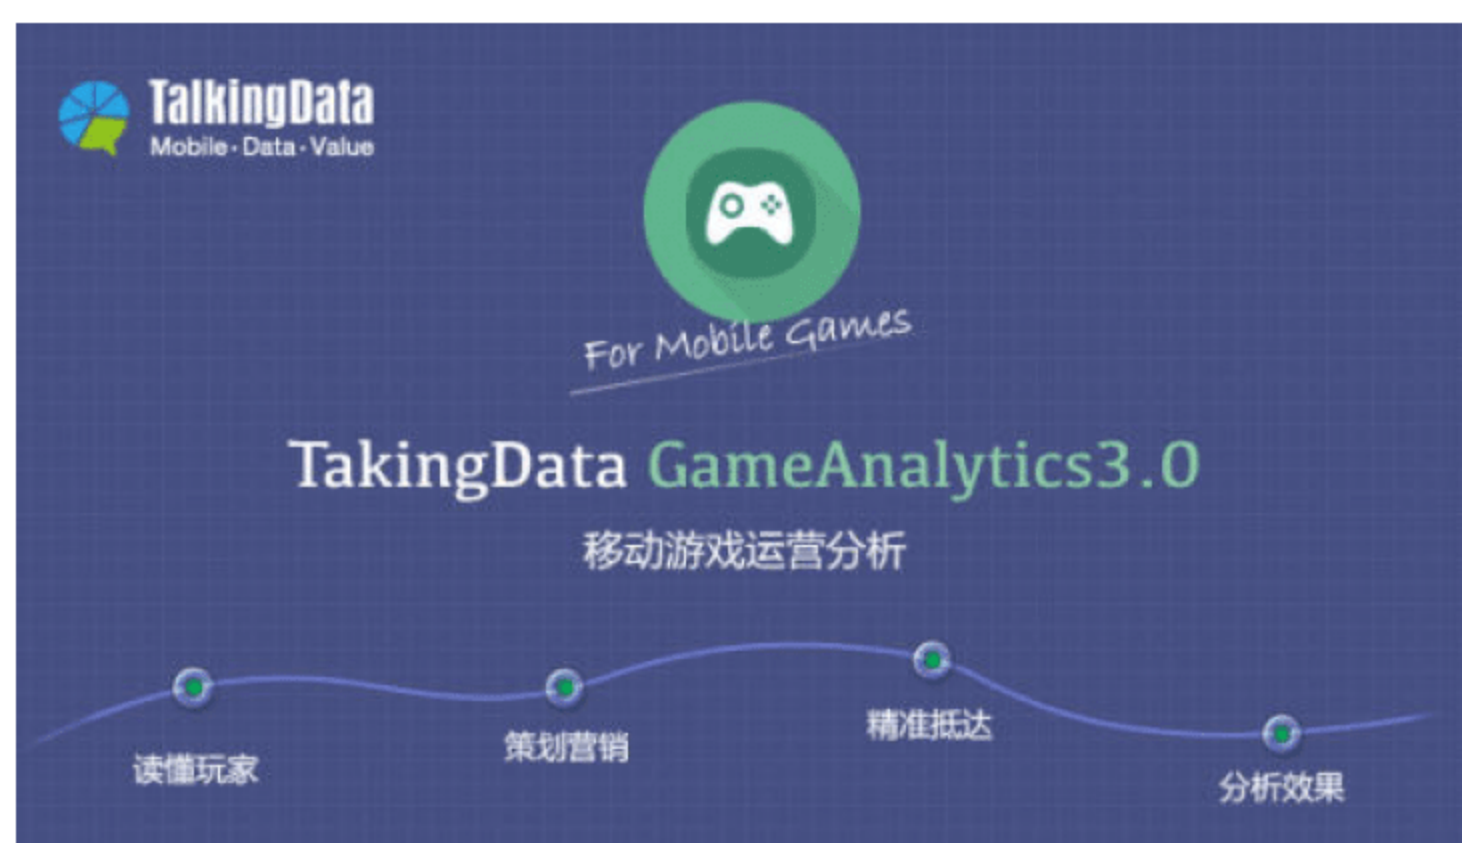 TalkingData
Mobile·Data·Value
For Mobile Games
TakingData GameAnalytics3.0
移动游戏运营分析
读懂玩家
策划营销
精准抵达
分析效果